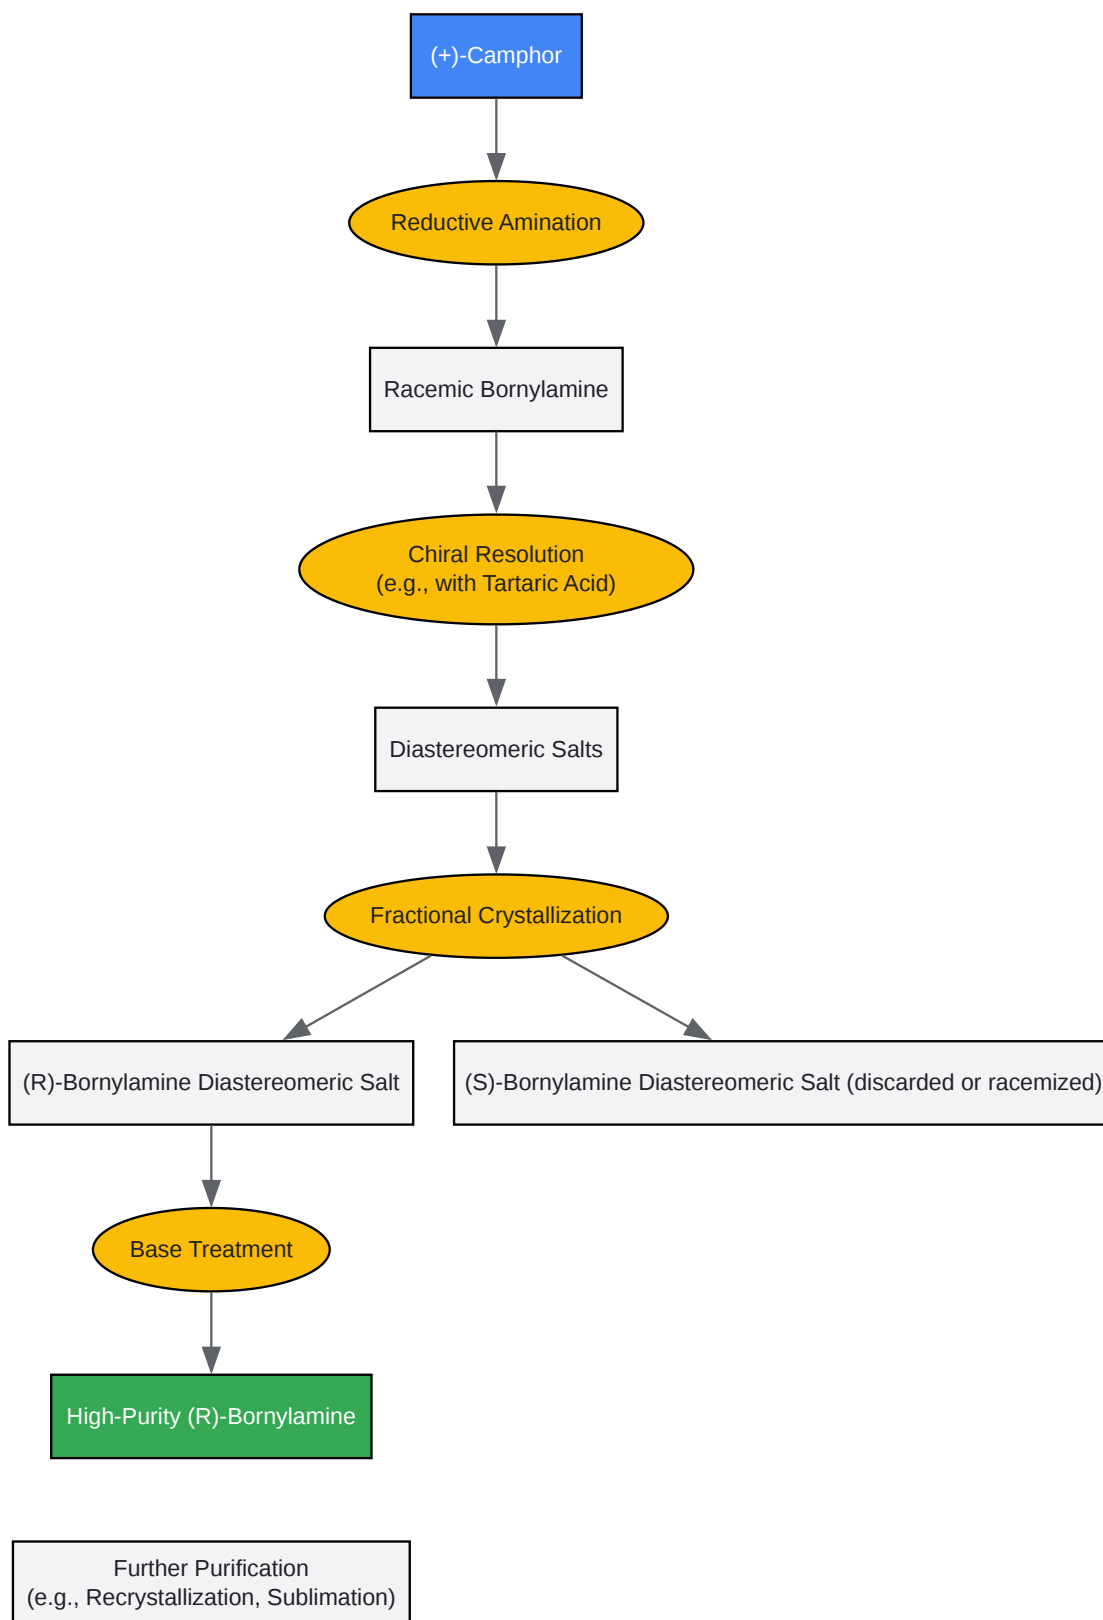 (+)-Camphor
Reductive Amination
Racemic Bornylamine
Chiral Resolution
(e.g., with Tartaric Acid)
Diastereomeric Salts
Fractional Crystallization
(R)-Bornylamine Diastereomeric Salt
(S)-Bornylamine Diastereomeric Salt (discarded or racemized)
Base Treatment
High-Purity (R)-Bornylamine
Further Purification
(e.g., Recrystallization, Sublimation)